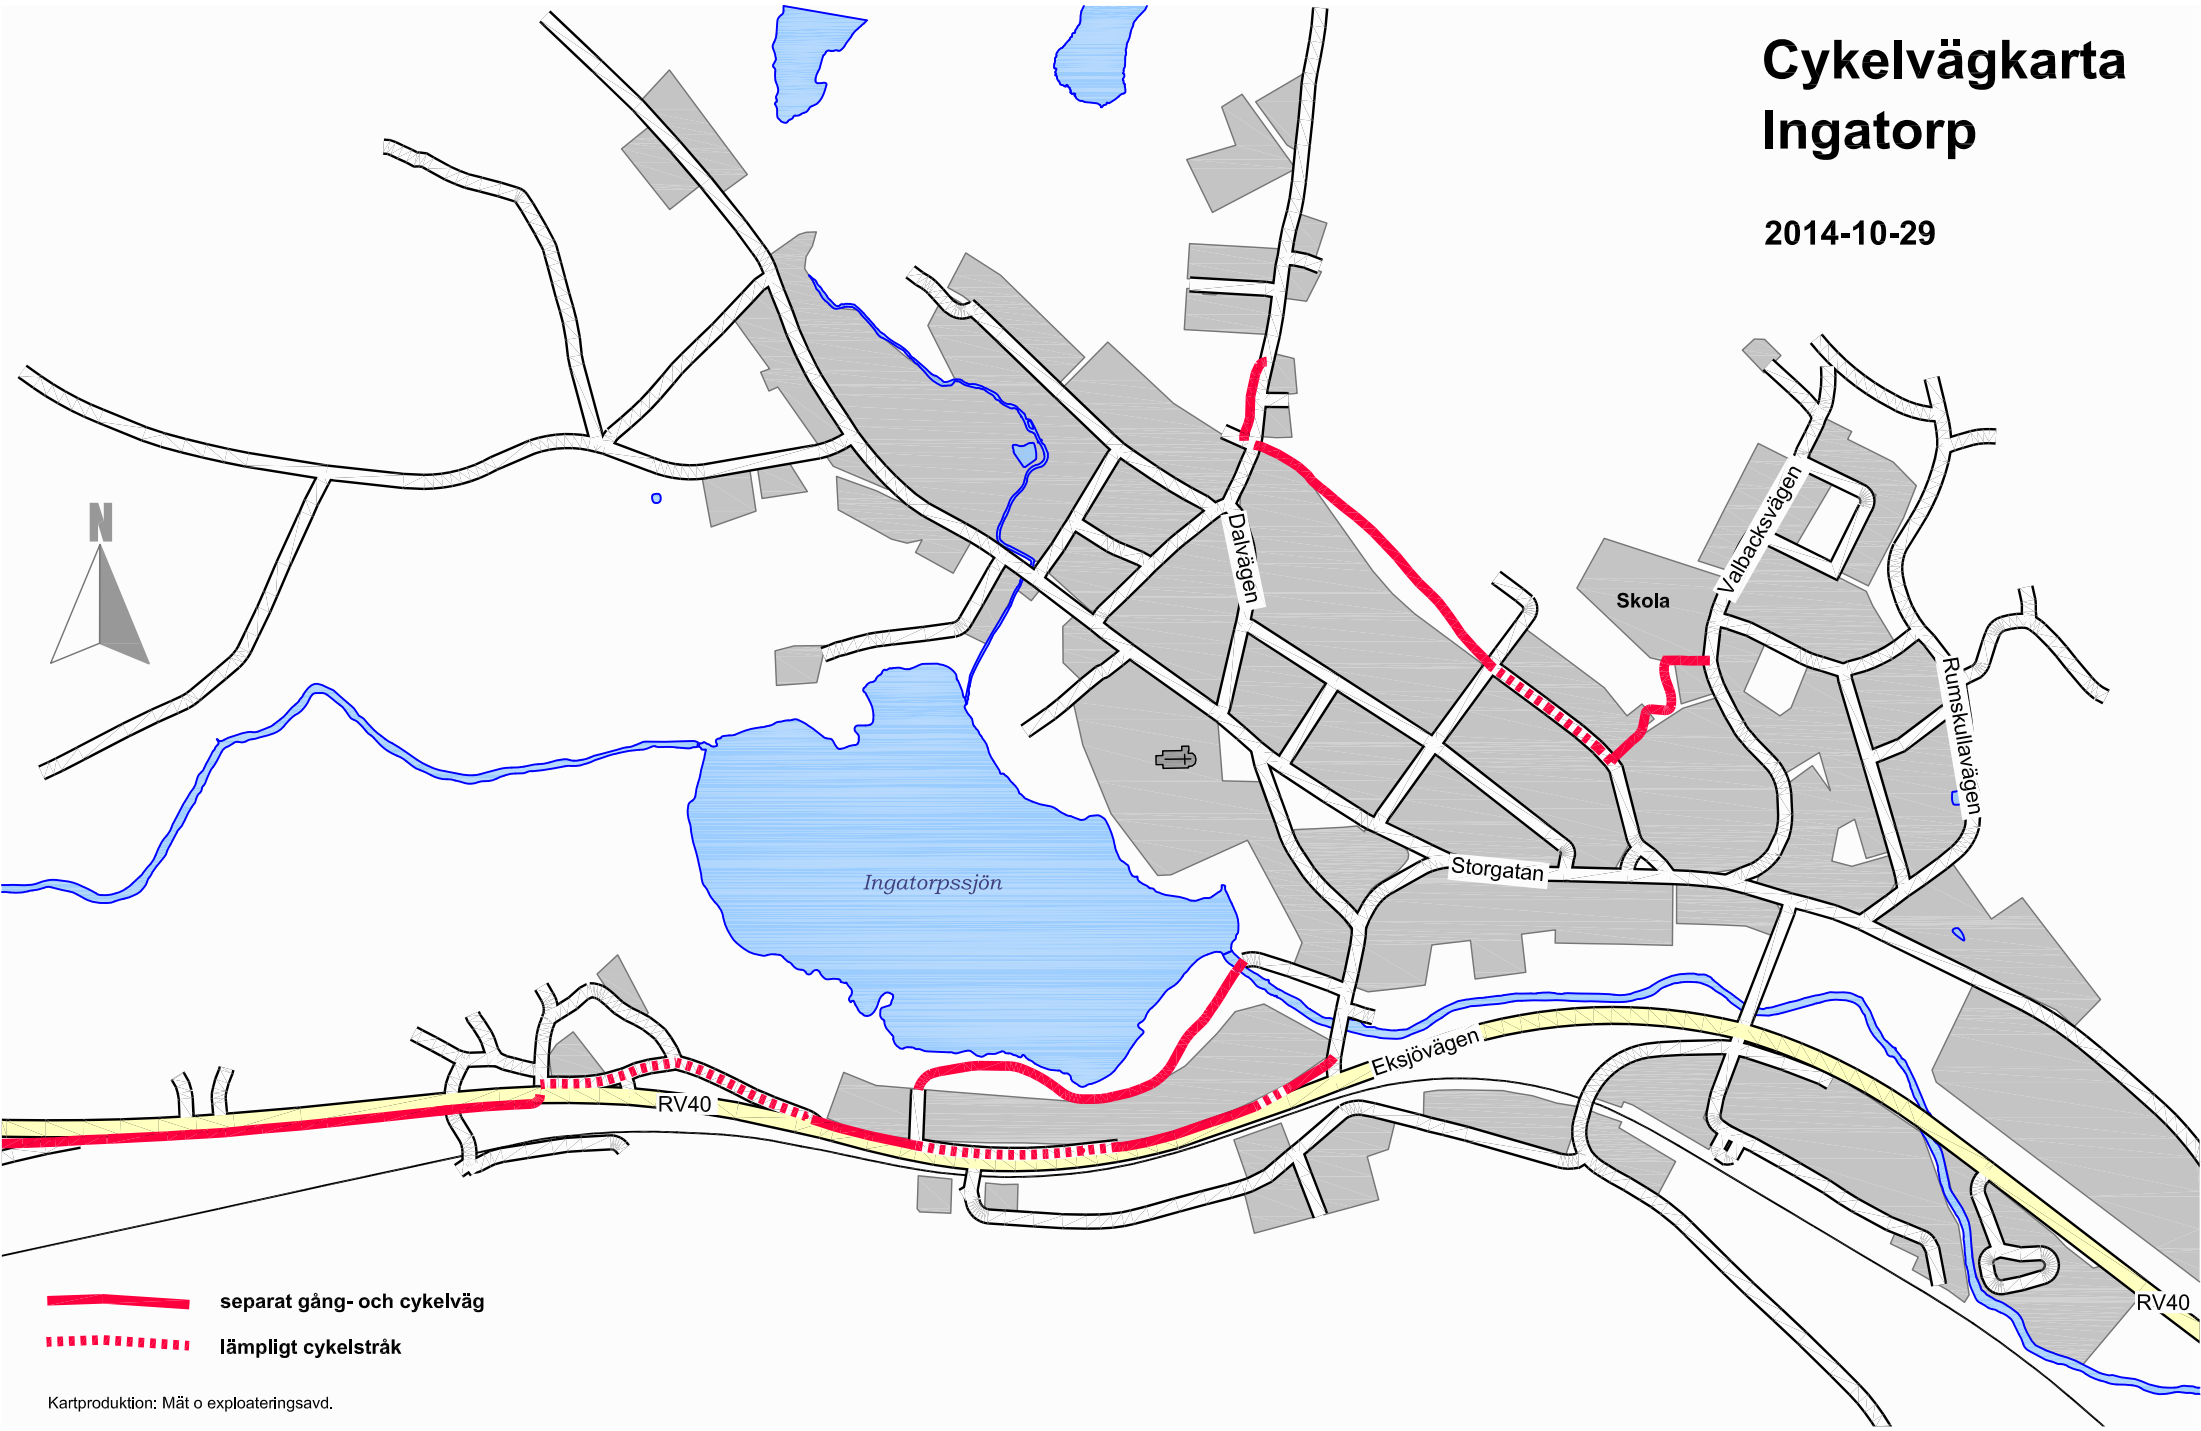 Cykelvägkarta
Ingatorp
2014-10-29
N
Dalvägen
Valbacksvägen
Skola
Rumskullavägen
Ingatorpssjön
Storgatan
Eksjövägen
RV40
RV40
separat gång- och cykelväg
lämpligt cykelstråk
Kartproduktion: Mät o exploateringsavd.